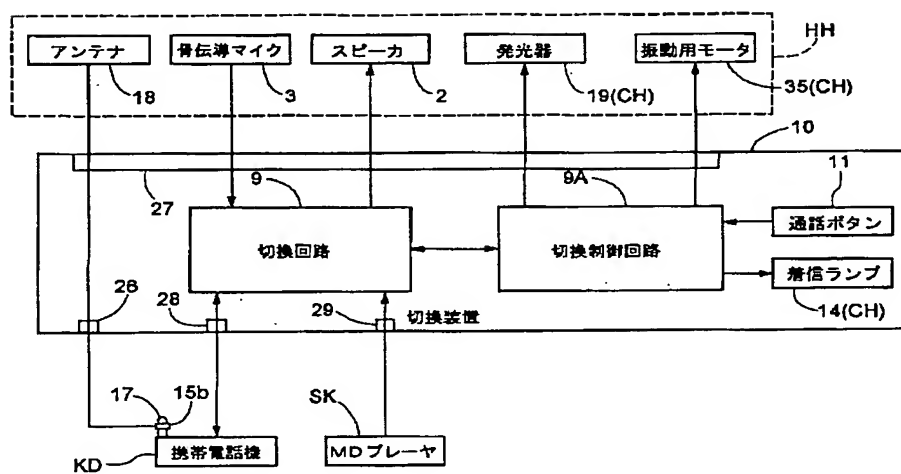 アンテナ
骨伝導マイク
スピーカ
発光器
振動用モータ
HH
18
3
2
19(CH)
35(CH)
10
27
9
9A
11
切換回路
切換制御回路
通話ボタン
着信ランプ
14(CH)
26
28
29
切換装置
17
15b
SK
KD
携帯電話機
MDプレーヤ